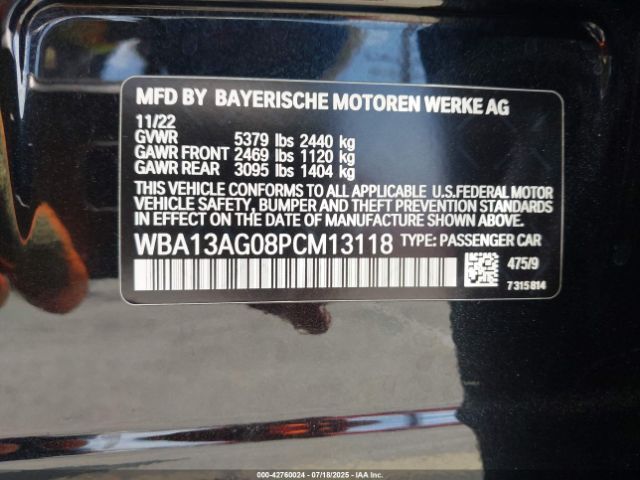 MFD BY BAYERISCHE MOTOREN WERKE AG
11/22
GVWR 5379 lbs 2440 kg
GAWR FRONT 2469 lbs 1120 kg
GAWR REAR 3095 lbs 1404 kg
THIS VEHICLE CONFORMS TO ALL APPLICABLE U.S.FEDERAL MOTOR
VEHICLE SAFETY, BUMPER AND THEFT PREVENTION STANDARDS
IN EFFECT ON THE DATE OF MANUFACTURE SHOWN ABOVE.
WBA13AG08PCM13118 TYPE: PASSENGER CAR
475/9
7315814
000-42760024 - 07/18/2025 - IAA Inc.